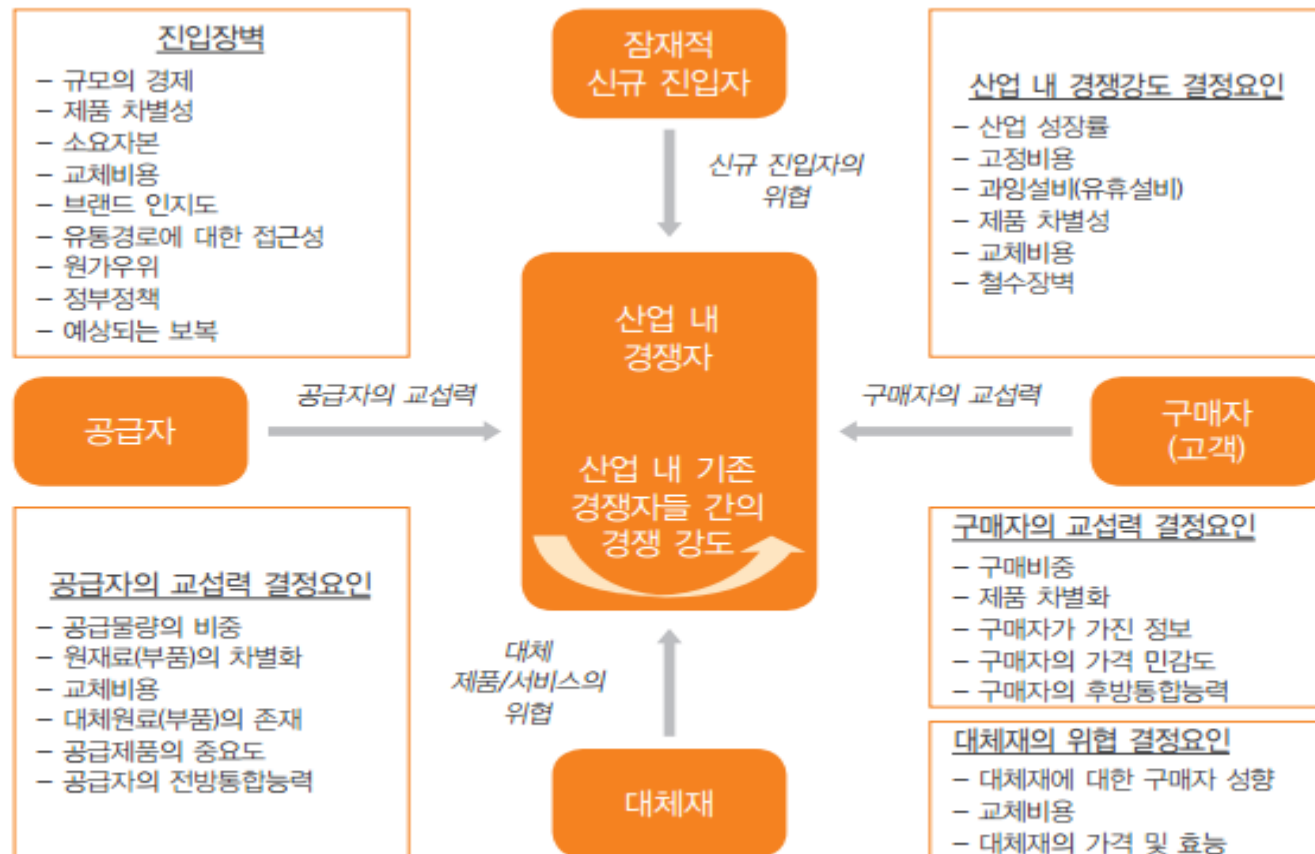 진입장벽
– 규모의 경제
– 제품 차별성
– 소요자본
– 교체비용
– 브랜드 인지도
– 유통경로에 대한 접근성
– 원가우위
– 정부정책
– 예상되는 보복
잠재적
신규 진입자
신규 진입자의
위협
산업 내 경쟁강도 결정요인
– 산업 성장률
– 고정비용
– 과잉설비(유휴설비)
– 제품 차별성
– 교체비용
– 철수장벽
공급자
공급자의 교섭력
산업 내
경쟁자
산업 내 기존
경쟁자들 간의
경쟁 강도
구매자의 교섭력
구매자
(고객)
공급자의 교섭력 결정요인
– 공급물량의 비중
– 원재료(부품)의 차별화
– 교체비용
– 대체원료(부품)의 존재
– 공급제품의 중요도
– 공급자의 전방통합능력
대체
제품/서비스의
위협
대체재
구매자의 교섭력 결정요인
– 구매비중
– 제품 차별화
– 구매자가 가진 정보
– 구매자의 가격 민감도
– 구매자의 후방통합능력
대체재의 위협 결정요인
– 대체재에 대한 구매자 성향
– 교체비용
– 대체재의 가격 및 효능